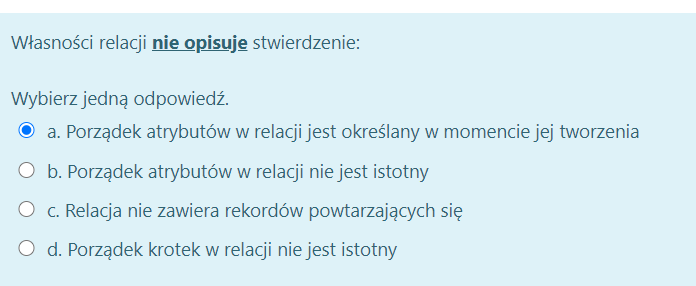 Własności relacji nie opisuje stwierdzenie:
Wybierz jedną odpowiedź.
a. Porządek atrybutów w relacji jest określany w momencie jej tworzenia
b. Porządek atrybutów w relacji nie jest istotny
c. Relacja nie zawiera rekordów powtarzających się
d. Porządek krotek w relacji nie jest istotny